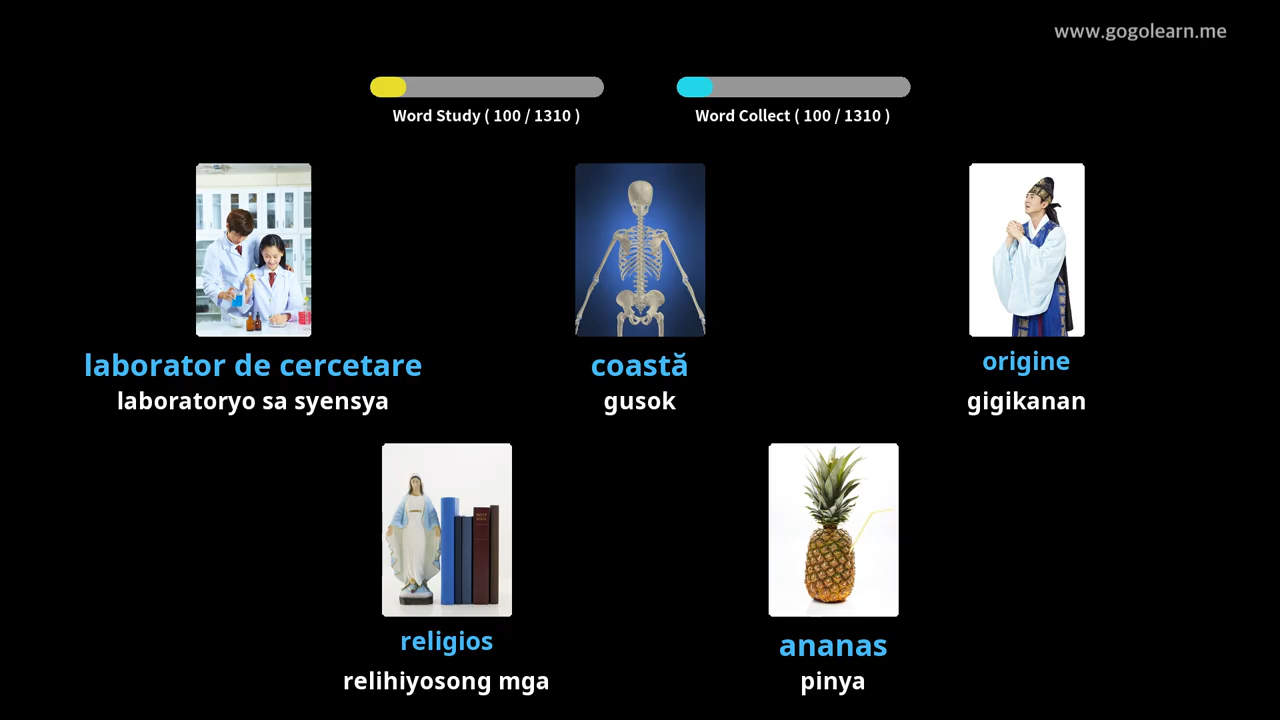 www.gogolearn.me
Word Study ( 100 / 1310 )
Word Collect ( 100 / 1310 )
laborator de cercetare
laboratoryo sa syensya
coastă
gusok
origine
gigikanan
religios
relihiyosong mga
ananas
pinya